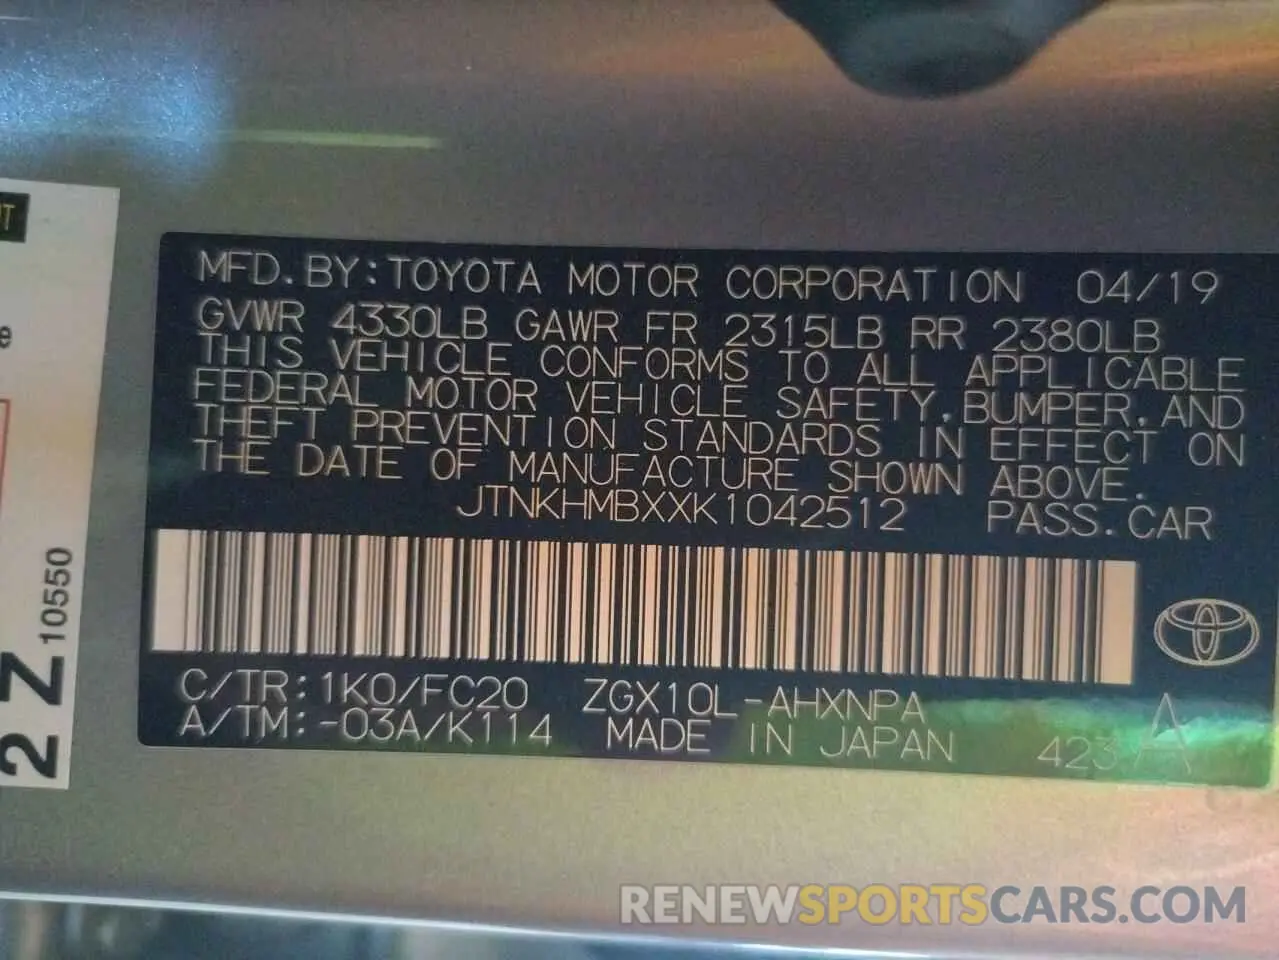 MFD. BY: TOYOTA MOTOR CORPORATION 04/19
GVWR 4330LB GAWR FR 2315LB RR 2380LB
THIS VEHICLE CONFORMS TO ALL APPLICABLE
FEDERAL MOTOR VEHICLE SAFETY, BUMPER, AND
THEFT PREVENTION STANDARDS IN EFFECT ON
THE DATE OF MANUFACTURE SHOWN ABOVE.
JTNKHMBXXK1042512 PASS. CAR
C/TR: 1K0/FC20 ZGX10L-AHXNPA
A/TM: -03A/K114 MADE IN JAPAN 423 A
2 Z 10550
RENEWSPORTSCARS.COM